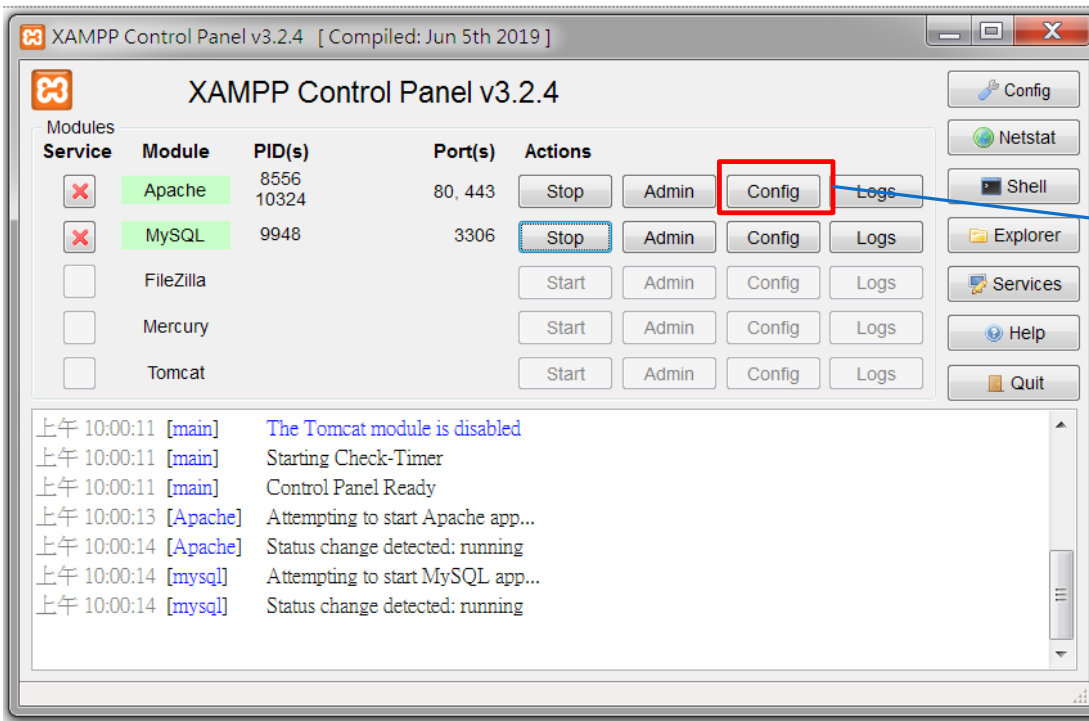 XAMPP Control Panel v3.2.4 [ Compiled: Jun 5th 2019 ]
XAMPP Control Panel v3.2.4
Config
Modules
Netstat
Service Module PID(s) Port(s) Actions
Apache 8556 10324 80, 443 Stop Admin Config Logs
Shell
MySQL 9948 3306 Stop Admin Config Logs
Explorer
FileZilla Start Admin Config Logs
Services
Mercury Start Admin Config Logs
Help
Tomcat Start Admin Config Logs
Quit
上午 10:00:11 [main] The Tomcat module is disabled
上午 10:00:11 [main] Starting Check-Timer
上午 10:00:11 [main] Control Panel Ready
上午 10:00:13 [Apache] Attempting to start Apache app...
上午 10:00:14 [Apache] Status change detected: running
上午 10:00:14 [mysql] Attempting to start MySQL app...
上午 10:00:14 [mysql] Status change detected: running